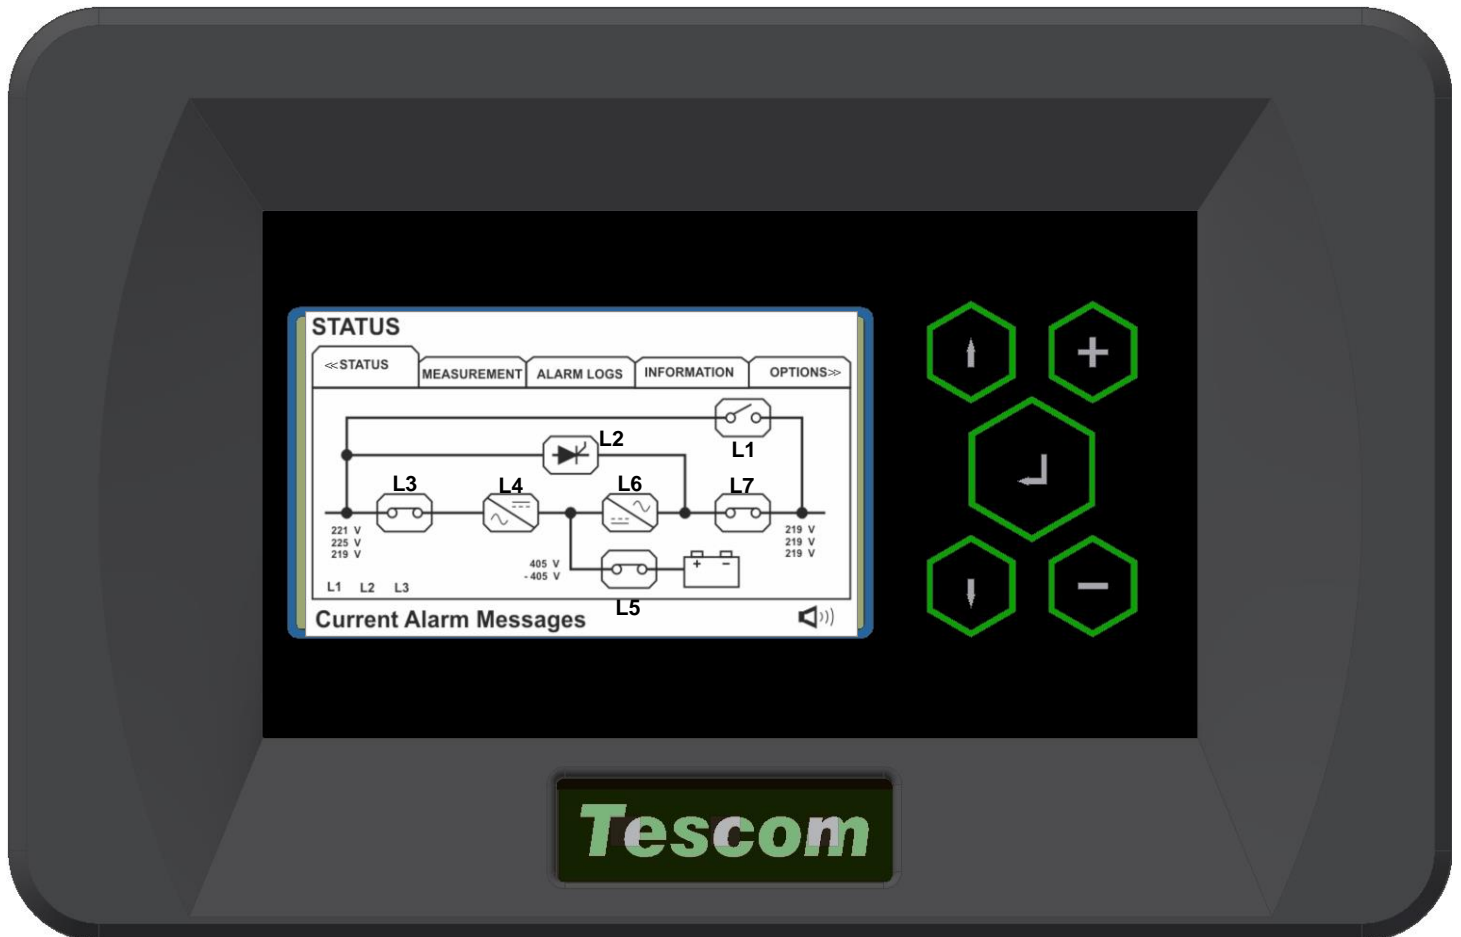 STATUS
<<STATUS MEASUREMENT ALARM LOGS INFORMATION OPTIONS>>
L1
L2
L3 L4 L6 L7
221 V
225 V
219 V
219 V
219 V
219 V
405 V
- 405 V
+ −
L5
L1 L2 L3
Current Alarm Messages
+
−
Tescom